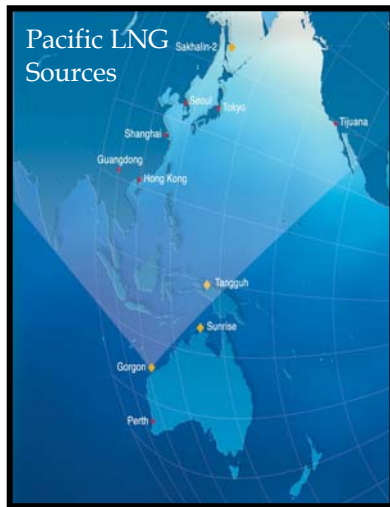 Pacific LNG
Sources
Sakhalin-2
Seoul
Tokyo
Tijuana
Shanghai
Guangdong
Hong Kong
Tangguh
Sunrise
Gorgon
Perth